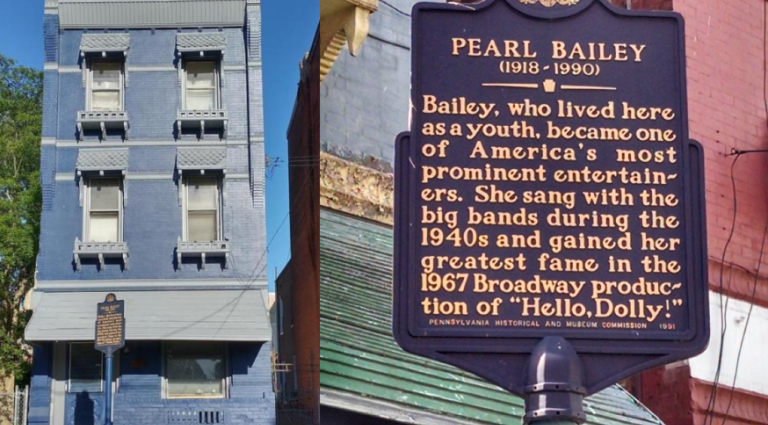 PEARL BAILEY
(1918-1990)
Bailey, who lived here
as a youth, became one
of America's most
prominent entertain-
ers. She sang with the
big bands during the
1940s and gained her
greatest fame in the
1967 Broadway produc-
tion of "Hello, Dolly!"
PENNSYLVANIA HISTORICAL AND MUSEUM COMMISSION 1991
PEARL BAILEY